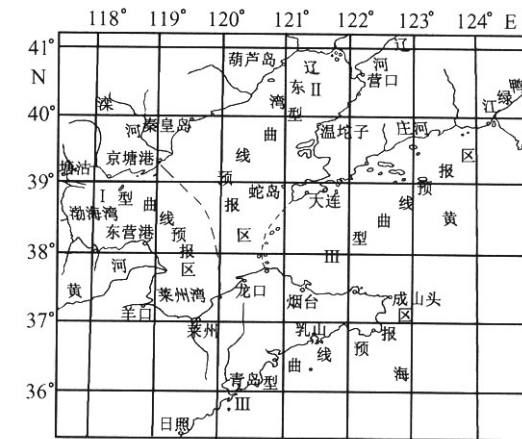 118° 119° 120° 121° 122° 123° 124° E
41°
N
40°
39°
38°
37°
36°
葫芦岛
辽
东
湾
Ⅱ
型
曲
线
预
报
区
辽
河
营口
鸭
绿
江
滦
河
秦皇岛
京塘港
塘沽
温坨子
庄河
Ⅰ
型
曲
线
预
报
区
渤海湾
东营港
蛇岛
大连
Ⅲ
型
曲
线
预
报
区
黄
海
黄
河
莱州湾
羊口
莱州
龙口
烟台
成山头
乳山
青岛
日照
Ⅲ
型
曲
线
预
报
区